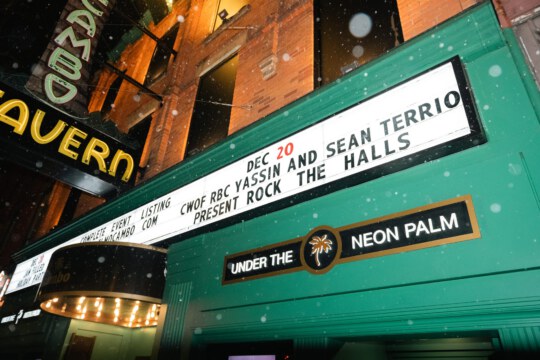 CAMBO
TAVERN
DEC 20
CWOF RBC YASSIN AND SEAN TERRIO
PRESENT ROCK THE HALLS
COMPLETE EVENT LISTING
MOCAMBO COM
UNDER THE NEON PALM